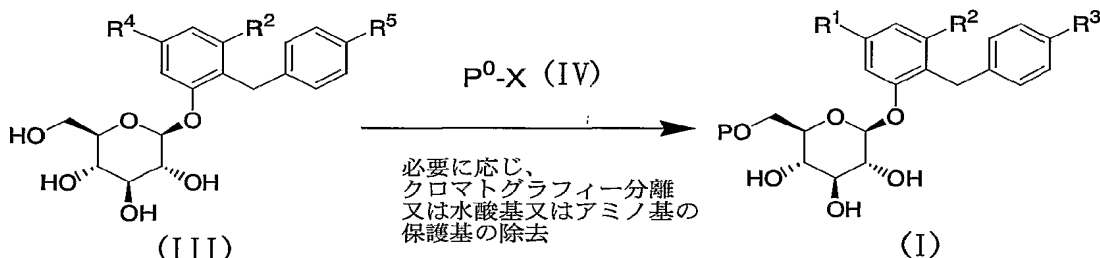 R⁴ R² R⁵
HO O O
HO OH
OH
(III)
P⁰-X (IV)
必要に応じ、
クロマトグラフィー分離
又は水酸基又はアミノ基の
保護基の除去
R¹ R² R³
PO O O
HO OH
OH
(I)